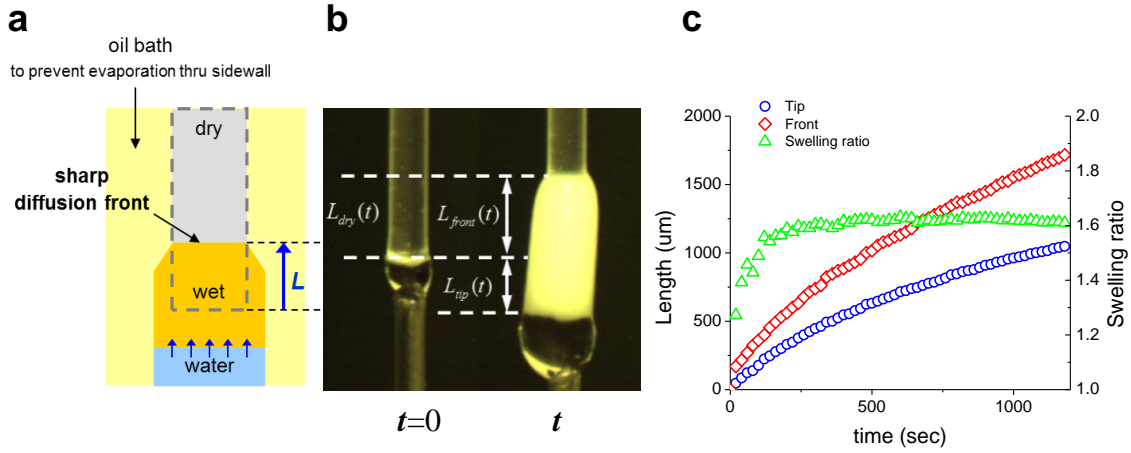 a
oil bath
to prevent evaporation thru sidewall
dry
sharp
diffusion front
L
wet
water
b
L_dry(t)
L_front(t)
L_tip(t)
t=0
t
c
Tip
Front
Swelling ratio
2000
1500
1000
500
0
Length (um)
0
500
1000
time (sec)
2.0
1.8
1.6
1.4
1.2
1.0
Swelling ratio